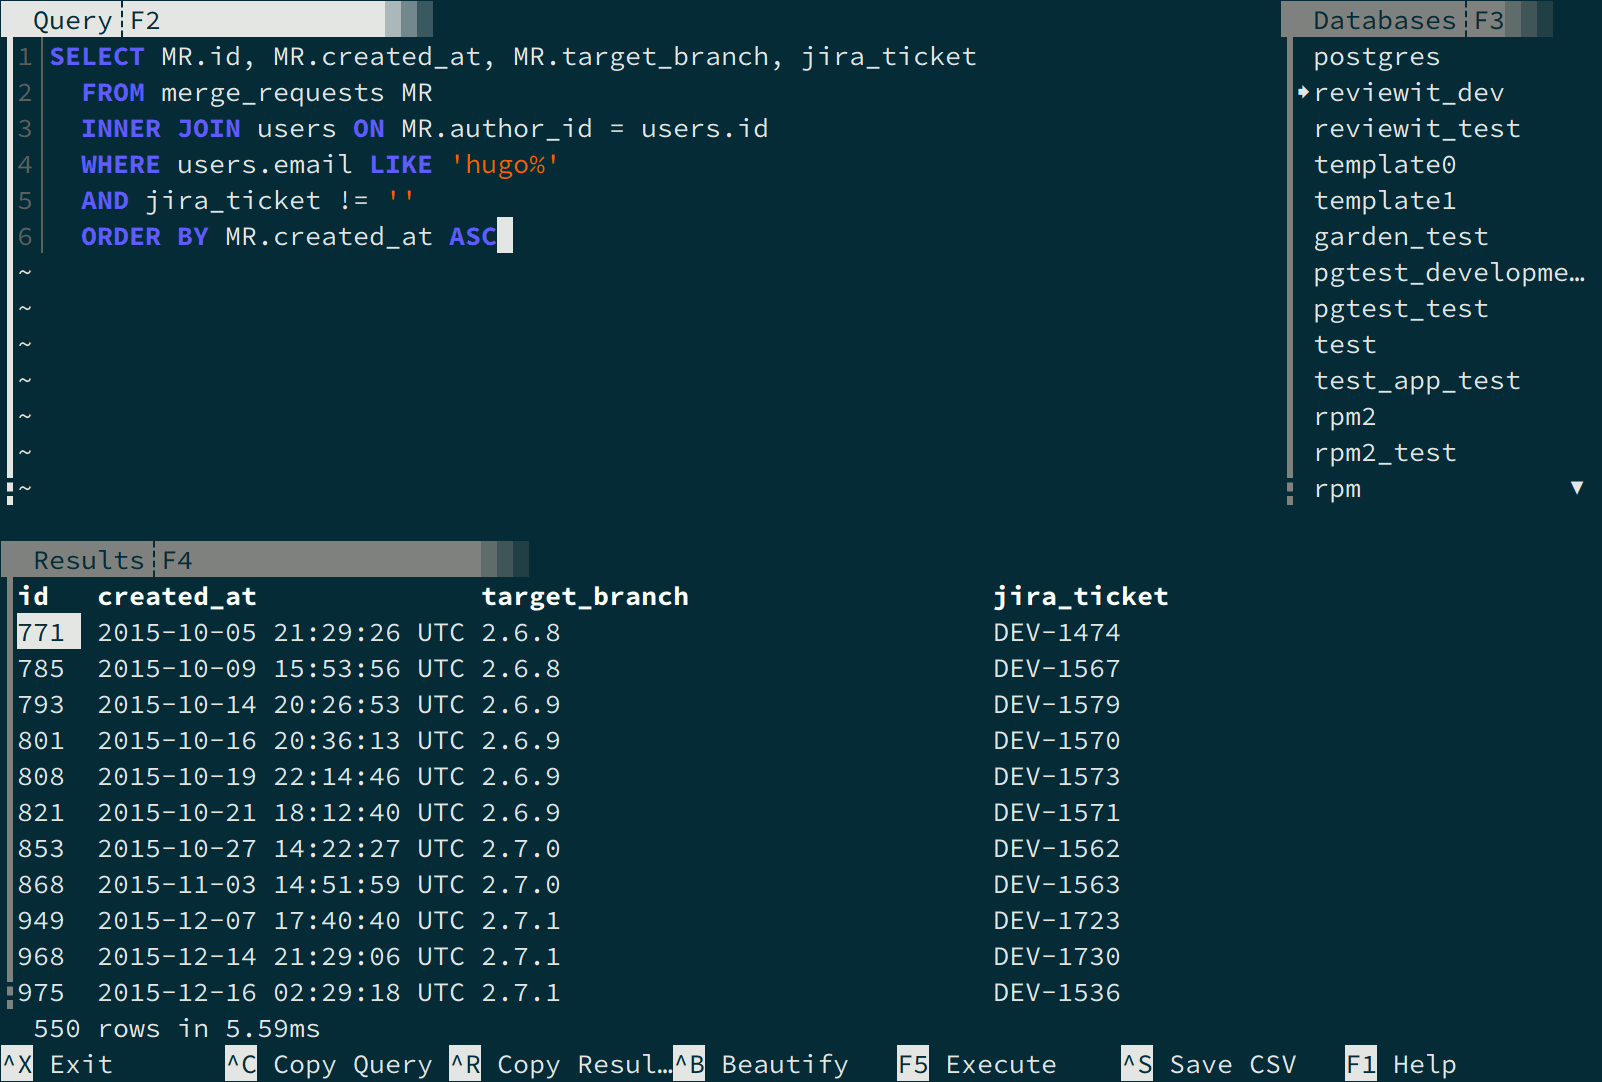 Query F2
1 SELECT MR.id, MR.created_at, MR.target_branch, jira_ticket
2 FROM merge_requests MR
3 INNER JOIN users ON MR.author_id = users.id
4 WHERE users.email LIKE 'hugo%'
5 AND jira_ticket != ''
6 ORDER BY MR.created_at ASC
~
~
~
~
~
~
~
Databases F3
postgres
reviewit_dev
reviewit_test
template0
template1
garden_test
pgtest_developme…
pgtest_test
test
test_app_test
rpm2
rpm2_test
rpm ▼
Results F4
id created_at target_branch jira_ticket
771 2015-10-05 21:29:26 UTC 2.6.8 DEV-1474
785 2015-10-09 15:53:56 UTC 2.6.8 DEV-1567
793 2015-10-14 20:26:53 UTC 2.6.9 DEV-1579
801 2015-10-16 20:36:13 UTC 2.6.9 DEV-1570
808 2015-10-19 22:14:46 UTC 2.6.9 DEV-1573
821 2015-10-21 18:12:40 UTC 2.6.9 DEV-1571
853 2015-10-27 14:22:27 UTC 2.7.0 DEV-1562
868 2015-11-03 14:51:59 UTC 2.7.0 DEV-1563
949 2015-12-07 17:40:40 UTC 2.7.1 DEV-1723
968 2015-12-14 21:29:06 UTC 2.7.1 DEV-1730
975 2015-12-16 02:29:18 UTC 2.7.1 DEV-1536
550 rows in 5.59ms
^X Exit ^C Copy Query ^R Copy Resul… ^B Beautify F5 Execute ^S Save CSV F1 Help